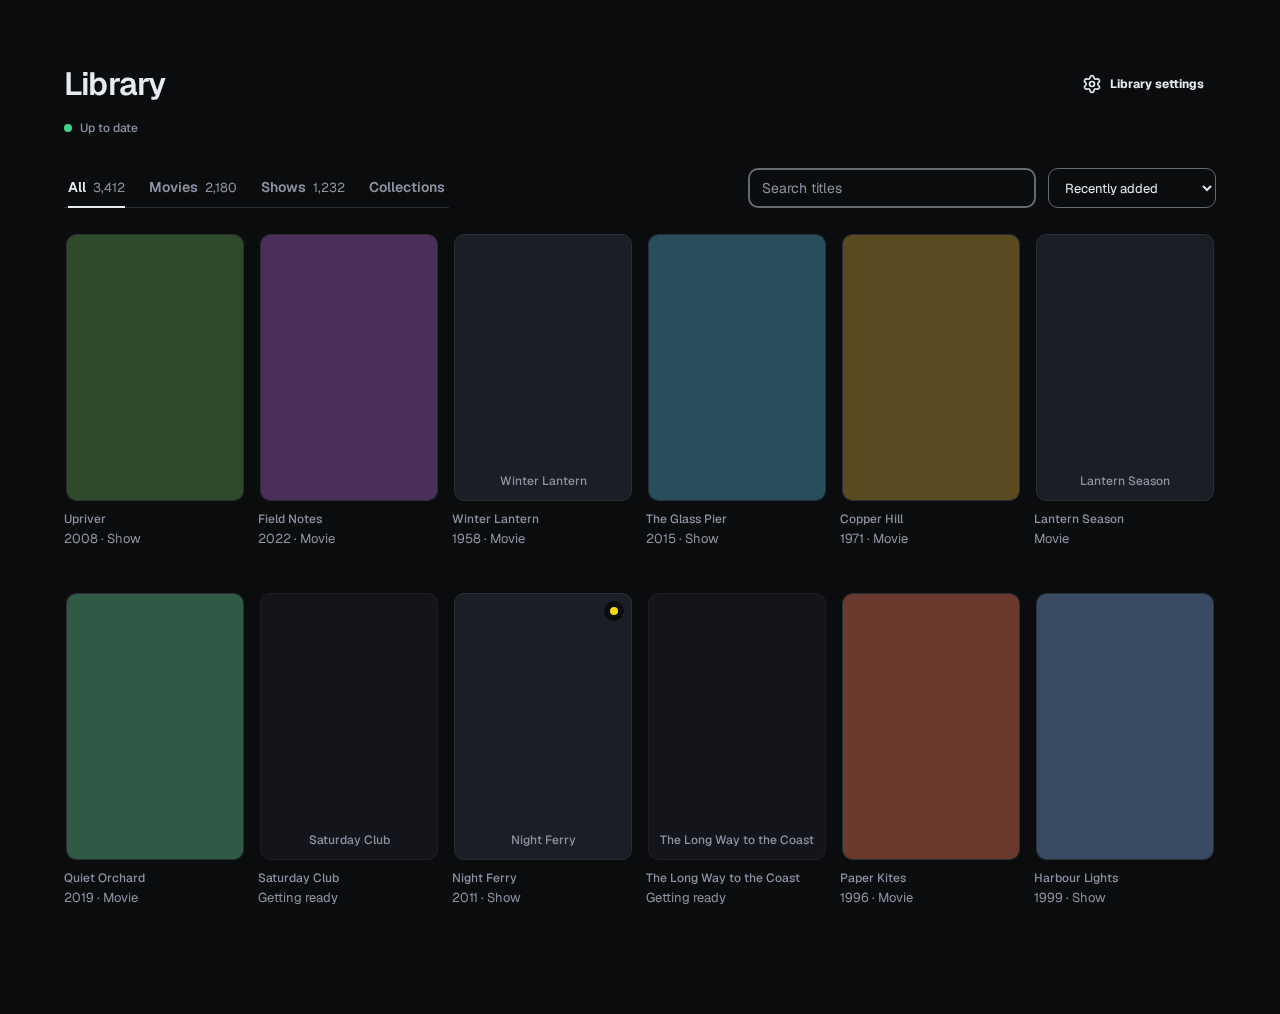 Library
Library settings
Up to date
All 3,412 Movies 2,180 Shows 1,232 Collections
Search titles
Recently added
Winter Lantern
Lantern Season
Upriver
2008 · Show
Field Notes
2022 · Movie
Winter Lantern
1958 · Movie
The Glass Pier
2015 · Show
Copper Hill
1971 · Movie
Lantern Season
Movie
Saturday Club
Night Ferry
The Long Way to the Coast
Quiet Orchard
2019 · Movie
Saturday Club
Getting ready
Night Ferry
2011 · Show
The Long Way to the Coast
Getting ready
Paper Kites
1996 · Movie
Harbour Lights
1999 · Show